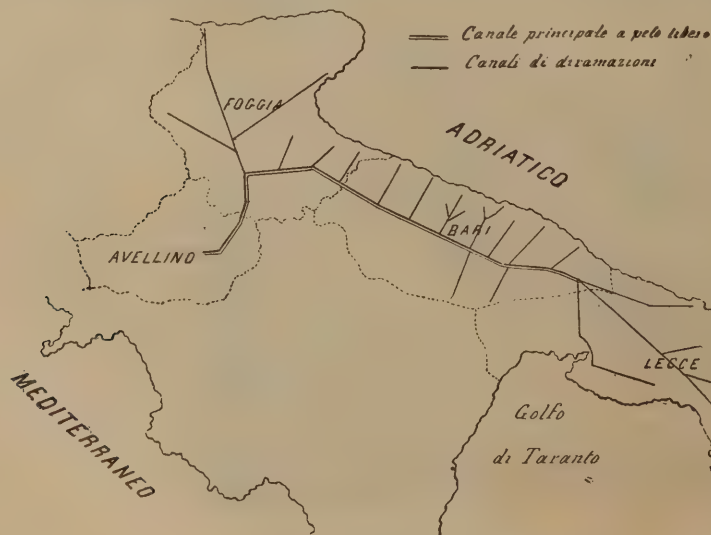 Canale principale a pelo libero
Canali di diramazione
FOGGIA
ADRIATICO
BARI
AVELLINO
LECCE
MEDITERRANEO
Golfo
di Taranto